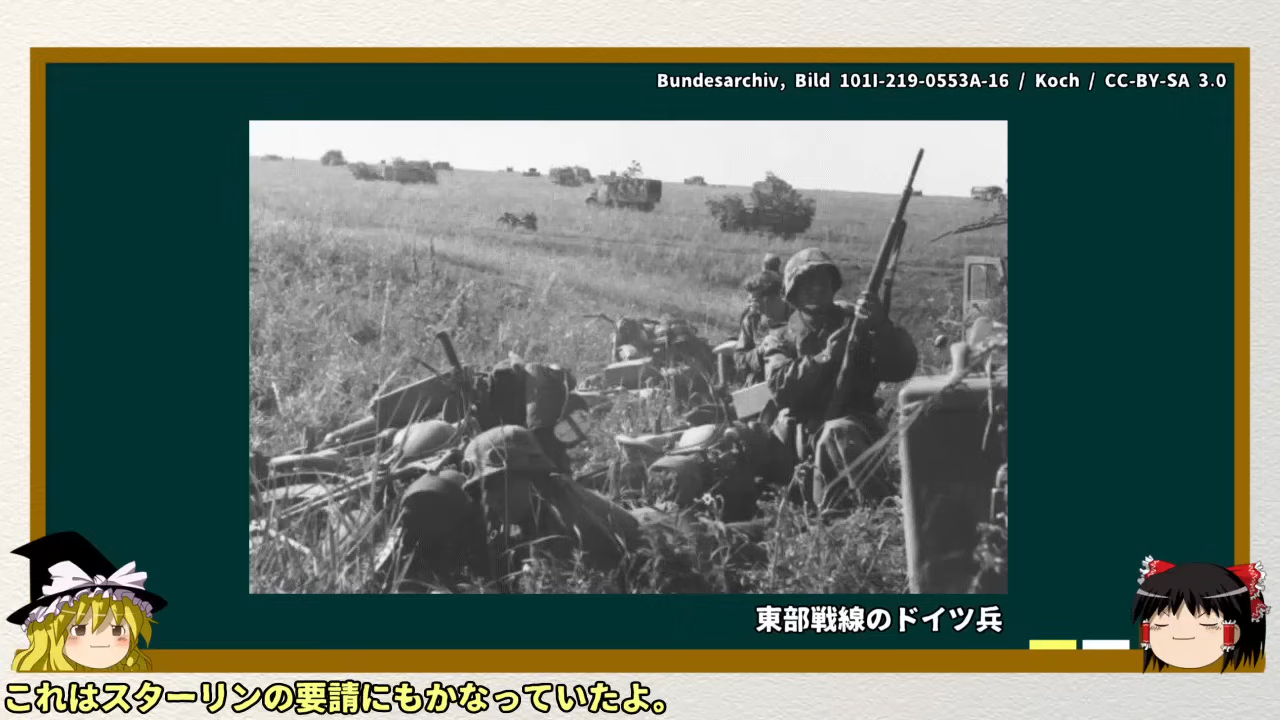 Bundesarchiv, Bild 101I-219-0553A-16 / Koch / CC-BY-SA 3.0
東部戦線のドイツ兵
これはスターリンの要請にもかなっていたよ。